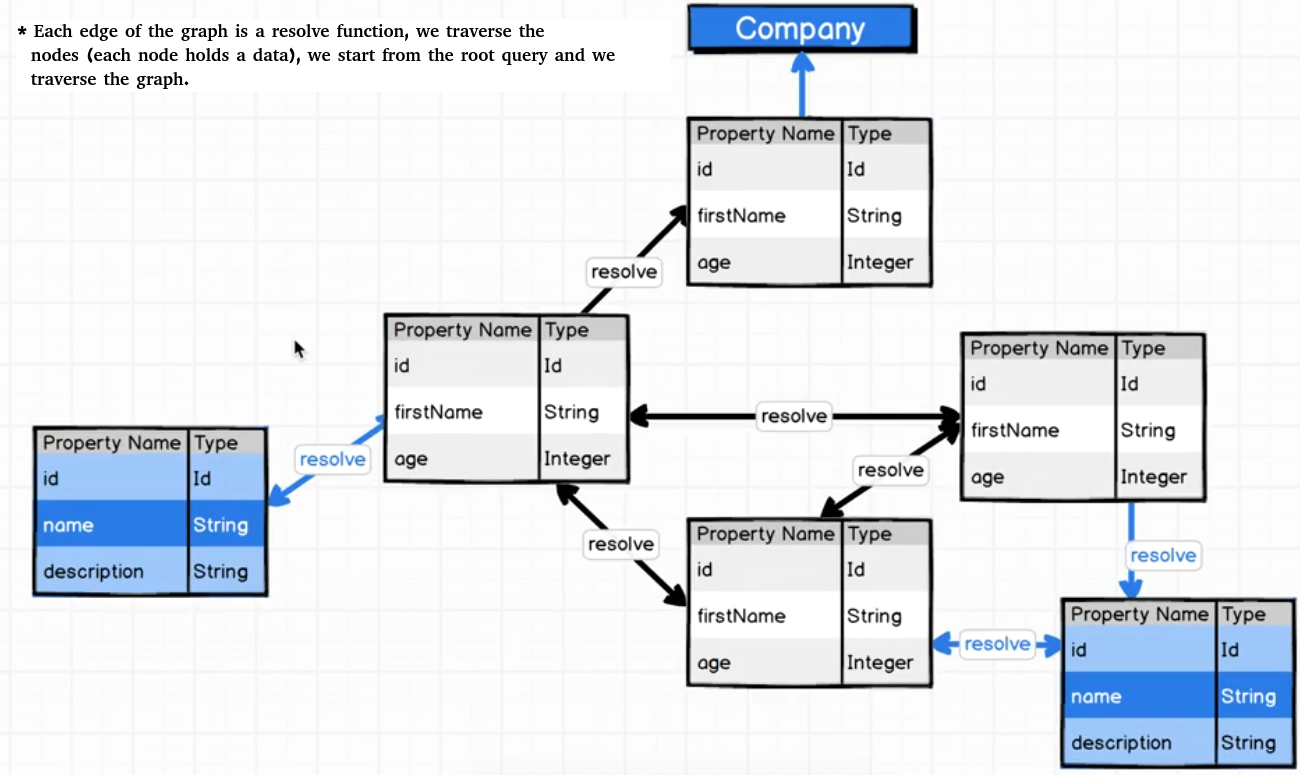 * Each edge of the graph is a resolve function, we traverse the
nodes (each node holds a data), we start from the root query and we
traverse the graph.
Company
Property Name Type
id Id
firstName String
age Integer
resolve
Property Name Type
id Id
firstName String
age Integer
resolve
Property Name Type
id Id
firstName String
age Integer
resolve
Property Name Type
id Id
name String
description String
resolve
resolve
Property Name Type
id Id
firstName String
age Integer
resolve
resolve
Property Name Type
id Id
name String
description String